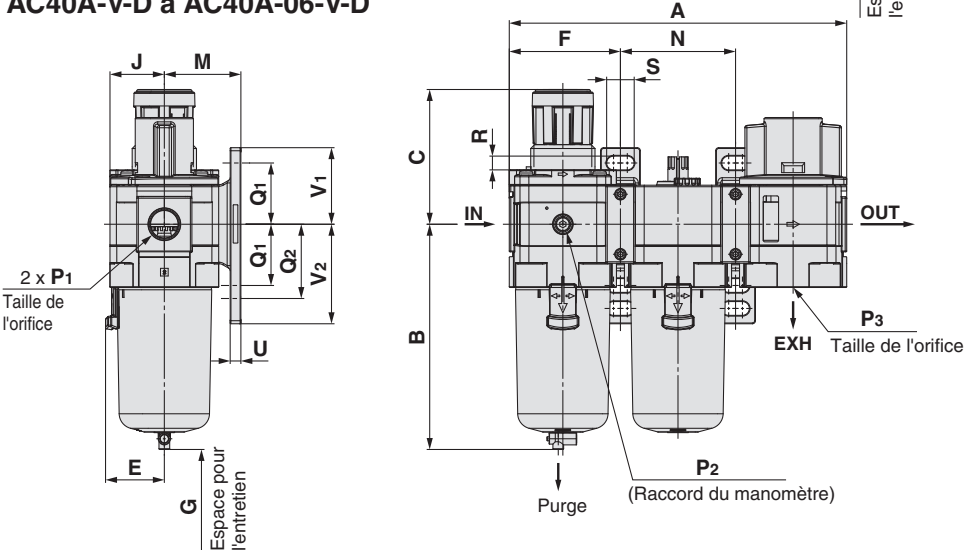 AC40A-V-D à AC40A-06-V-D
A
F
N
S
J
M
R
C
Q1
V1
IN
OUT
Q1
Q2
V2
2 x P1
Taille de
l'orifice
B
P3
EXH
Taille de l'orifice
U
E
G
Espace pour
l'entretien
P2
(Raccord du manomètre)
Purge